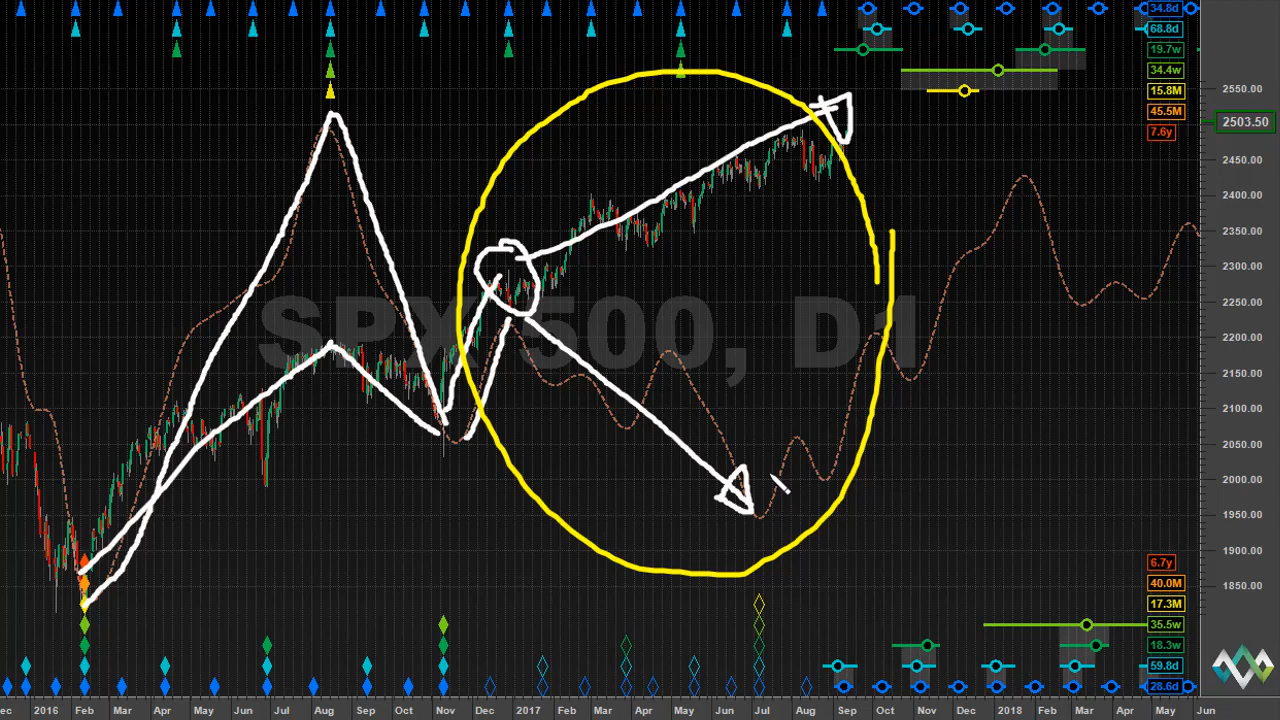 34.8d
68.8d
19.7w
34.4w
15.8M
45.5M
7.6y
2550.00
2503.50
2450.00
2400.00
2350.00
2300.00
2250.00
2200.00
2150.00
2100.00
2050.00
2000.00
1950.00
1900.00
1850.00
SPX 500, D1
6.7y
40.0M
17.3M
35.5w
18.3w
59.8d
28.6d
ec 2016 Feb Mar Apr May Jun Jul Aug Sep Oct Nov Dec 2017 Feb Mar Apr May Jun Jul Aug Sep Oct Nov Dec 2018 Feb Mar Apr May Jun